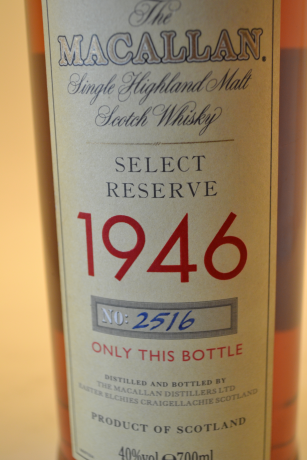 The
MACALLAN.
Single Highland Malt
Scotch Whisky
SELECT
RESERVE
1946
NO: 2516
ONLY THIS BOTTLE
DISTILLED AND BOTTLED BY
THE MACALLAN DISTILLERS LTD
EASTER ELCHIES CRAIGELLACHIE SCOTLAND
PRODUCT OF SCOTLAND
40%vol ℮700ml